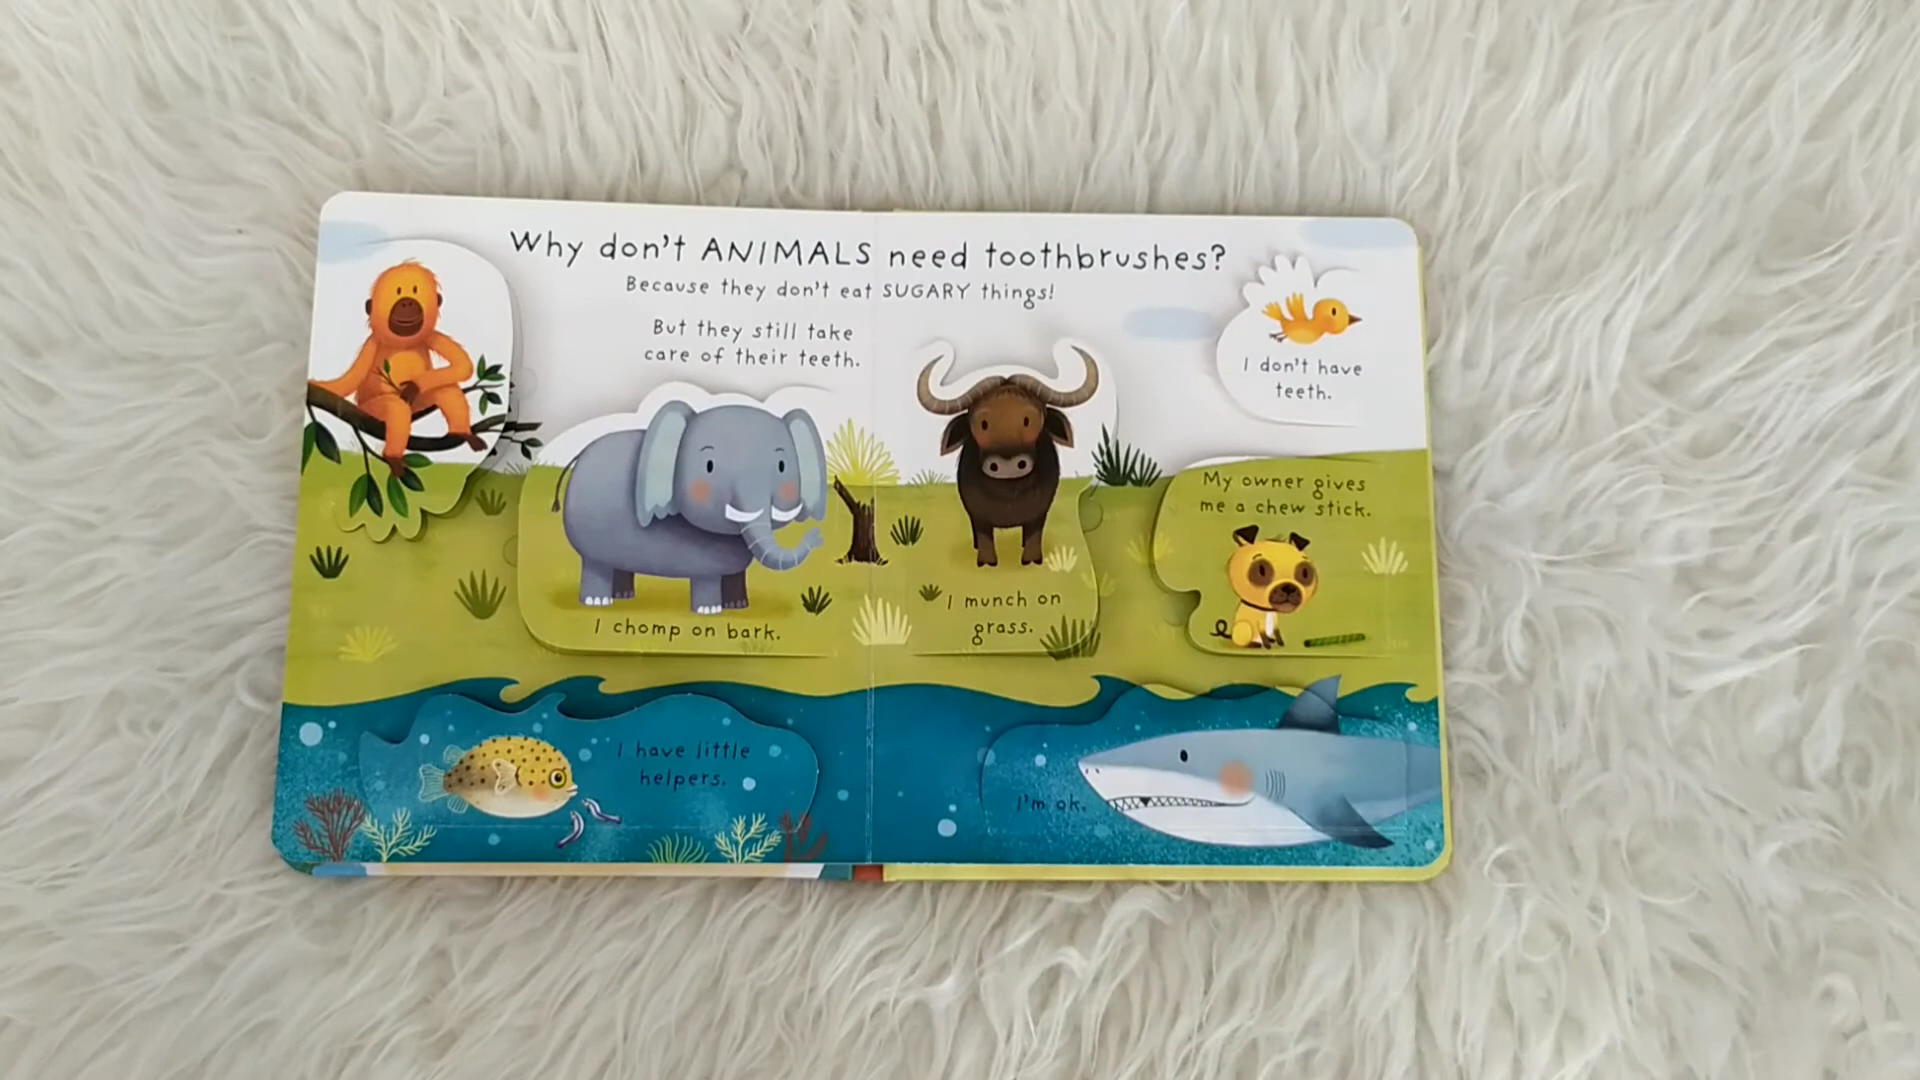 Why don't ANIMALS need toothbrushes?
Because they don't eat SUGARY things!
But they still take
care of their teeth.
I don't have
teeth.
My owner gives
me a chew stick.
I chomp on bark.
I munch on
grass.
I have little
helpers.
I'm ok.